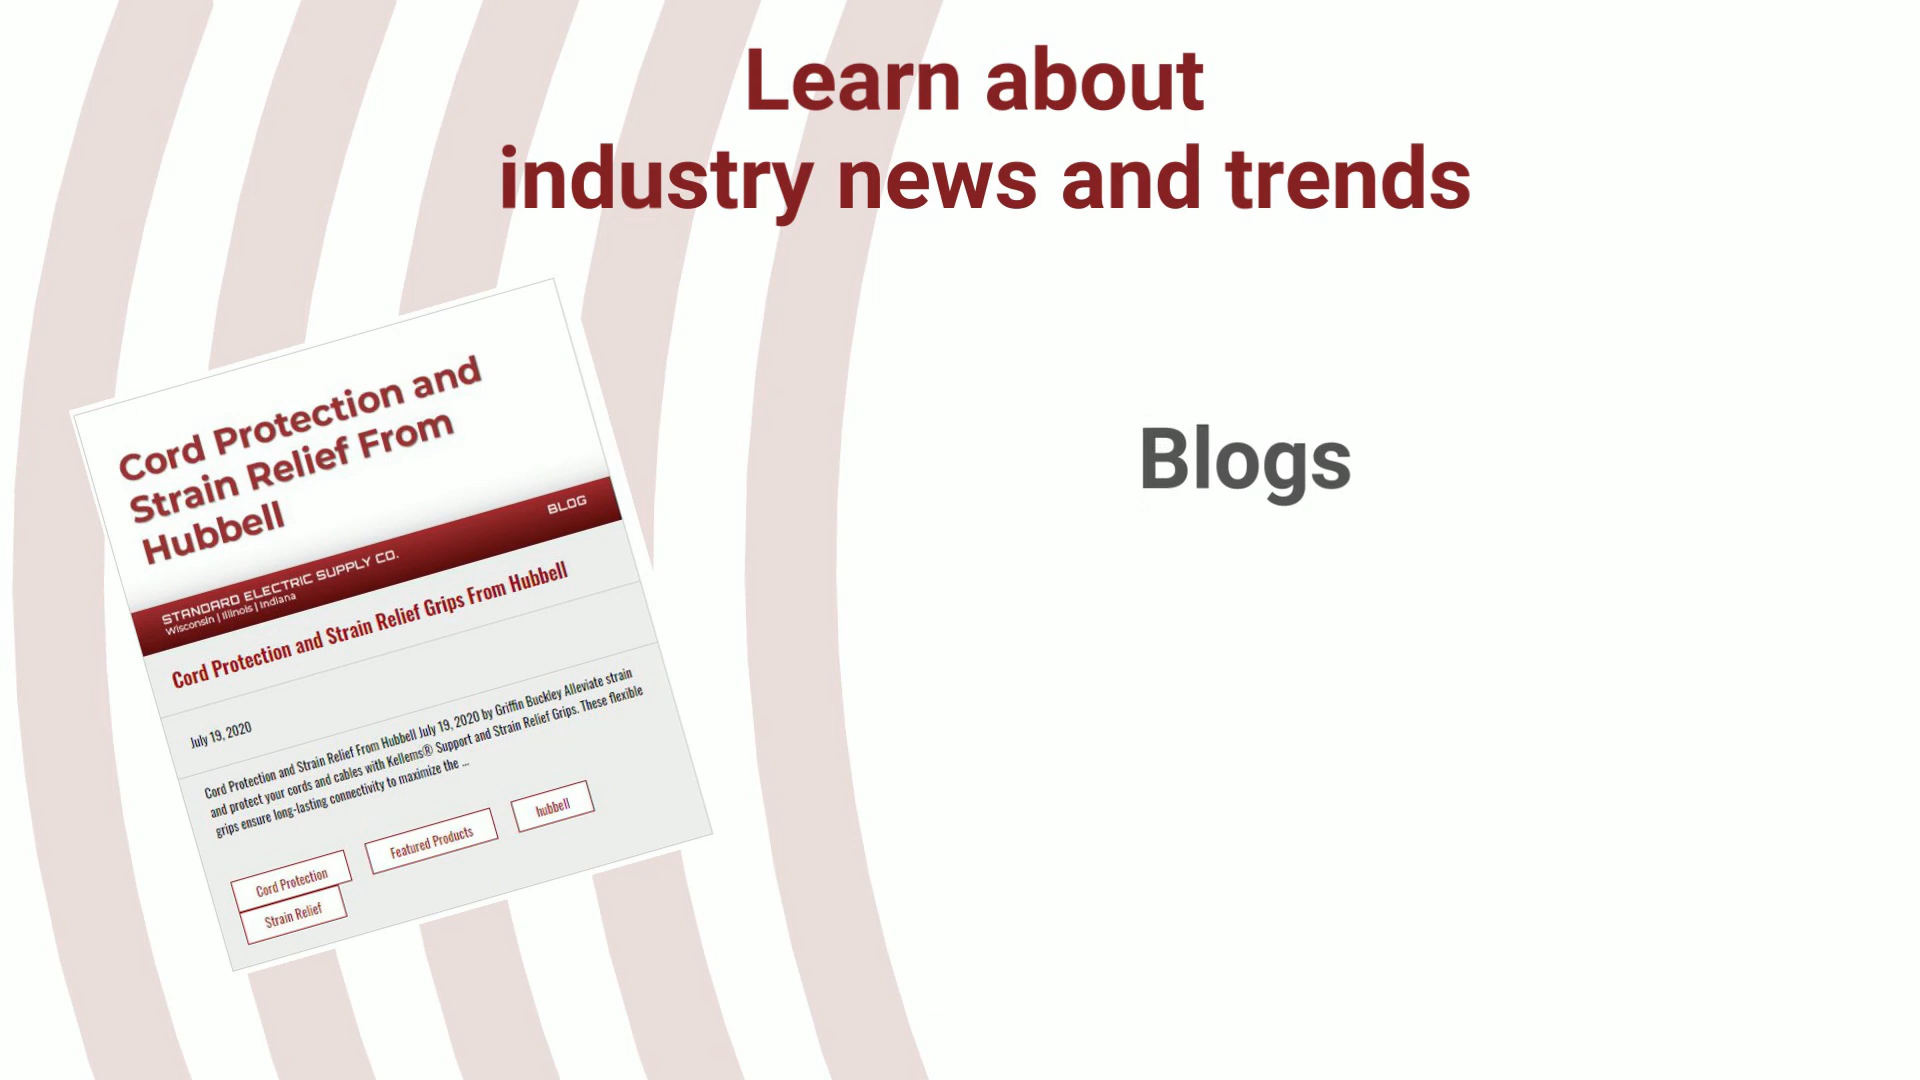 Learn about
industry news and trends
Cord Protection and
Strain Relief From
Hubbell
BLOG
STANDARD ELECTRIC SUPPLY CO.
Wisconsin | Illinois | Indiana
Cord Protection and Strain Relief Grips From Hubbell
July 19, 2020
Cord Protection and Strain Relief From Hubbell July 19, 2020 by Griffin Buckley Alleviate strain
and protect your cords and cables with Kellems® Support and Strain Relief Grips. These flexible
grips ensure long-lasting connectivity to maximize the ...
Cord Protection
Featured Products
hubbell
Strain Relief
Blogs